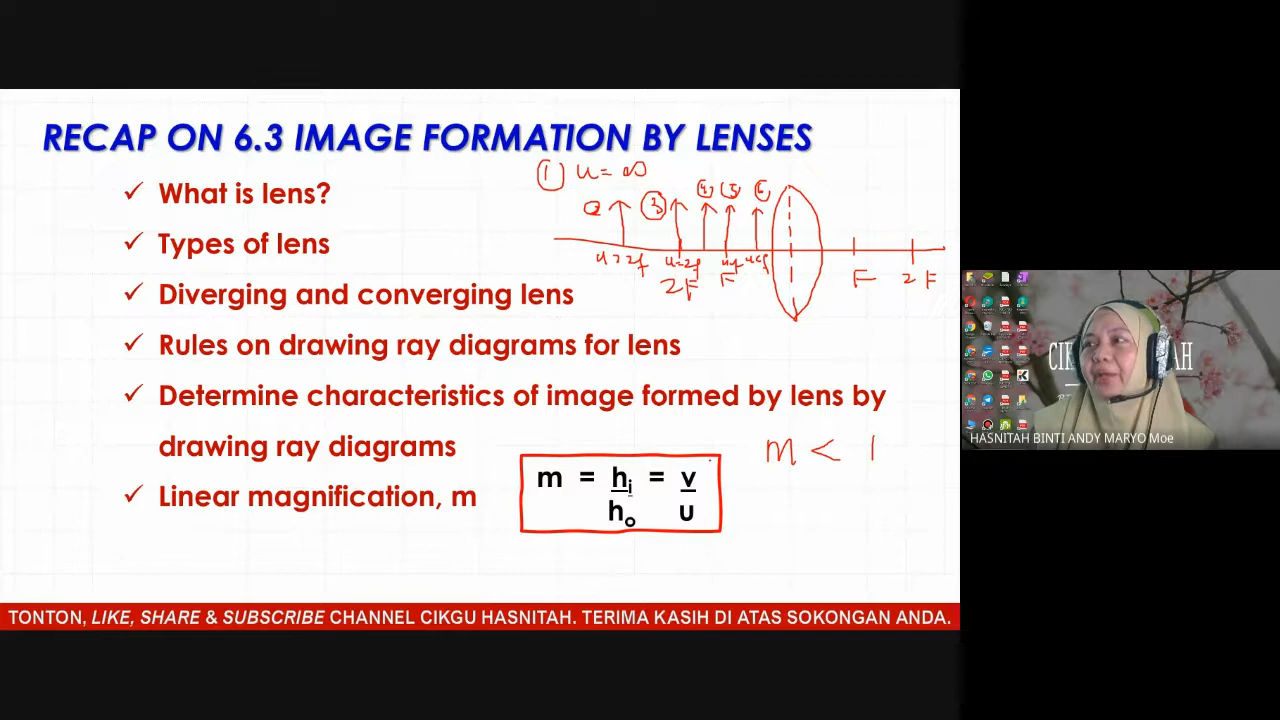 RECAP ON 6.3 IMAGE FORMATION BY LENSES
① u = ∞
✓ What is lens?
✓ Types of lens
✓ Diverging and converging lens
✓ Rules on drawing ray diagrams for lens
✓ Determine characteristics of image formed by lens by
drawing ray diagrams
✓ Linear magnification, m
2 ③ ④ ⑤ ⑥
u > 2f u = 2f u<f
2F F F 2F
m = hi = v
ho u
m < 1
HASNITAH BINTI ANDY MARYO Moe
TONTON, LIKE, SHARE & SUBSCRIBE CHANNEL CIKGU HASNITAH. TERIMA KASIH DI ATAS SOKONGAN ANDA.